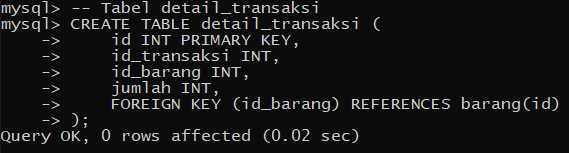 mysql> -- Tabel detail_transaksi
mysql> CREATE TABLE detail_transaksi (
    ->     id INT PRIMARY KEY,
    ->     id_transaksi INT,
    ->     id_barang INT,
    ->     jumlah INT,
    ->     FOREIGN KEY (id_barang) REFERENCES barang(id)
    -> );
Query OK, 0 rows affected (0.02 sec)